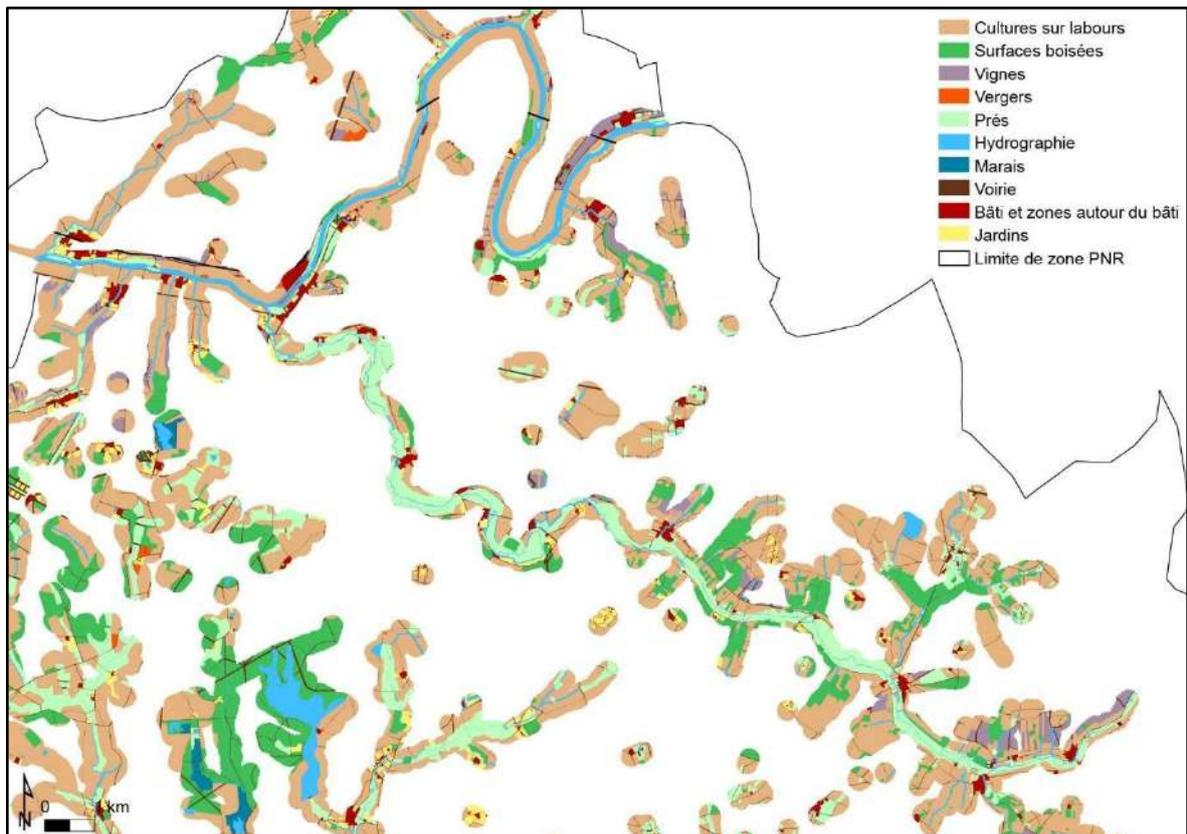 Cultures sur labours
Surfaces boisées
Vignes
Vergers
Prés
Hydrographie
Marais
Voirie
Bâti et zones autour du bâti
Jardins
Limite de zone PNR
N
0 1 km